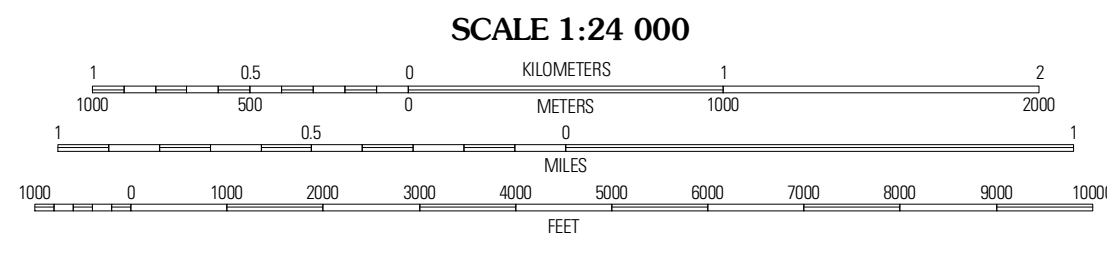 SCALE 1:24 000
1 0.5 0 KILOMETERS 1 2
1000 500 0 METERS 1000 2000
1 0.5 0 1
MILES
1000 0 1000 2000 3000 4000 5000 6000 7000 8000 9000 10000
FEET